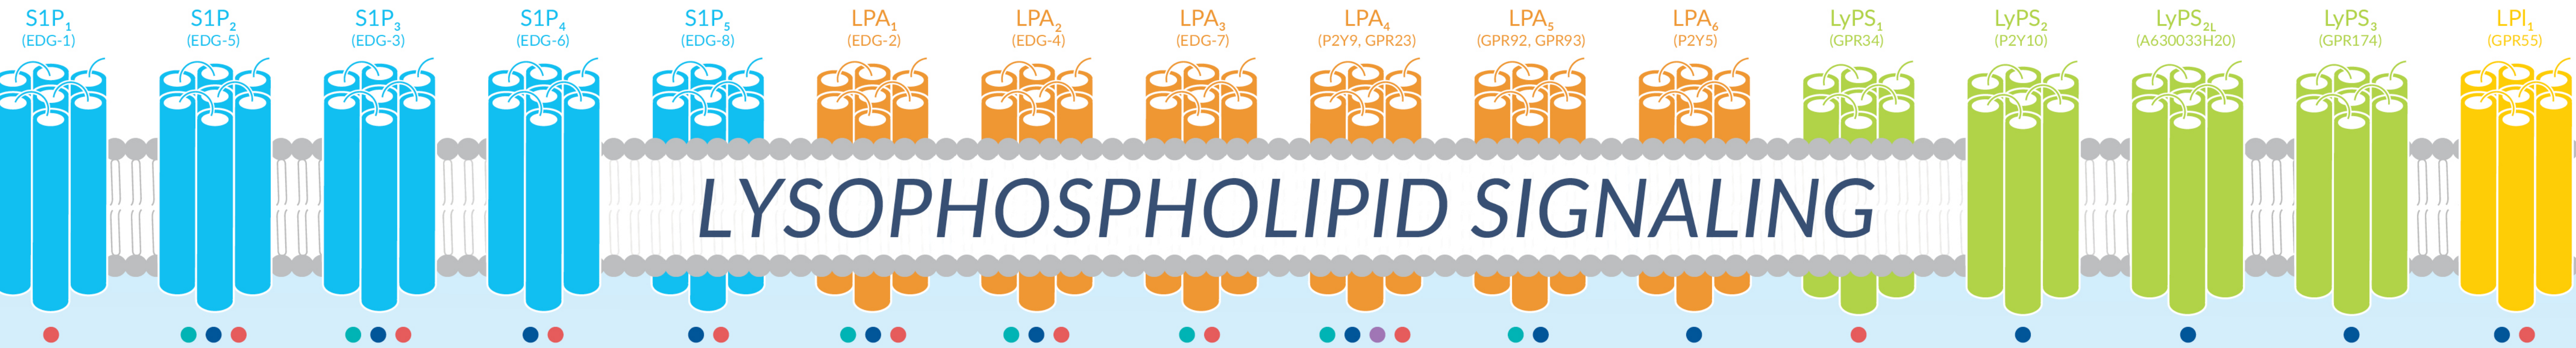 S1P1 S1P2 S1P3 S1P4 S1P5 LPA1 LPA2 LPA3 LPA4 LPA5 LPA6 LyPS1 LyPS2 LyPS2L LyPS3 LPI1
(EDG-1) (EDG-5) (EDG-3) (EDG-6) (EDG-8) (EDG-2) (EDG-4) (EDG-7) (P2Y9, GPR23) (GPR92, GPR93) (P2Y5) (GPR34) (P2Y10) (A630033H20) (GPR174) (GPR55)
LYSOPHOSPHOLIPID SIGNALING